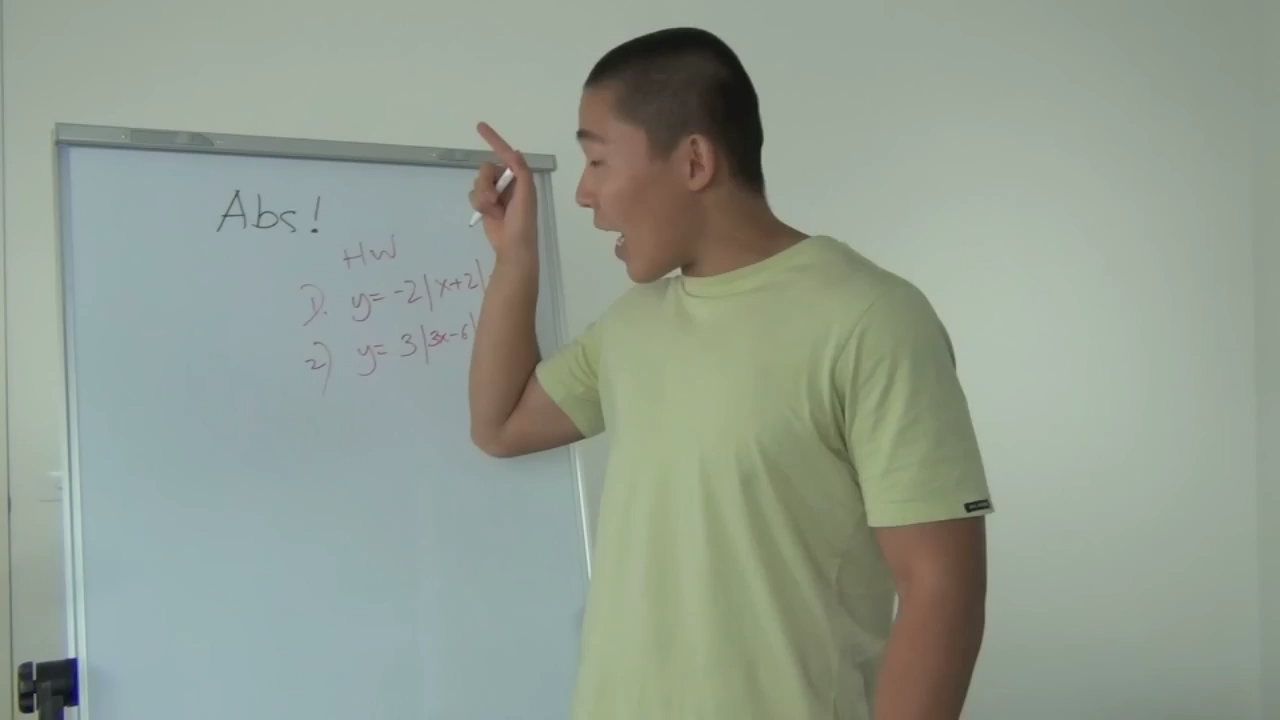 Abs!
HW
1). y= -2|x+2|
2) y= 3|3x-6|